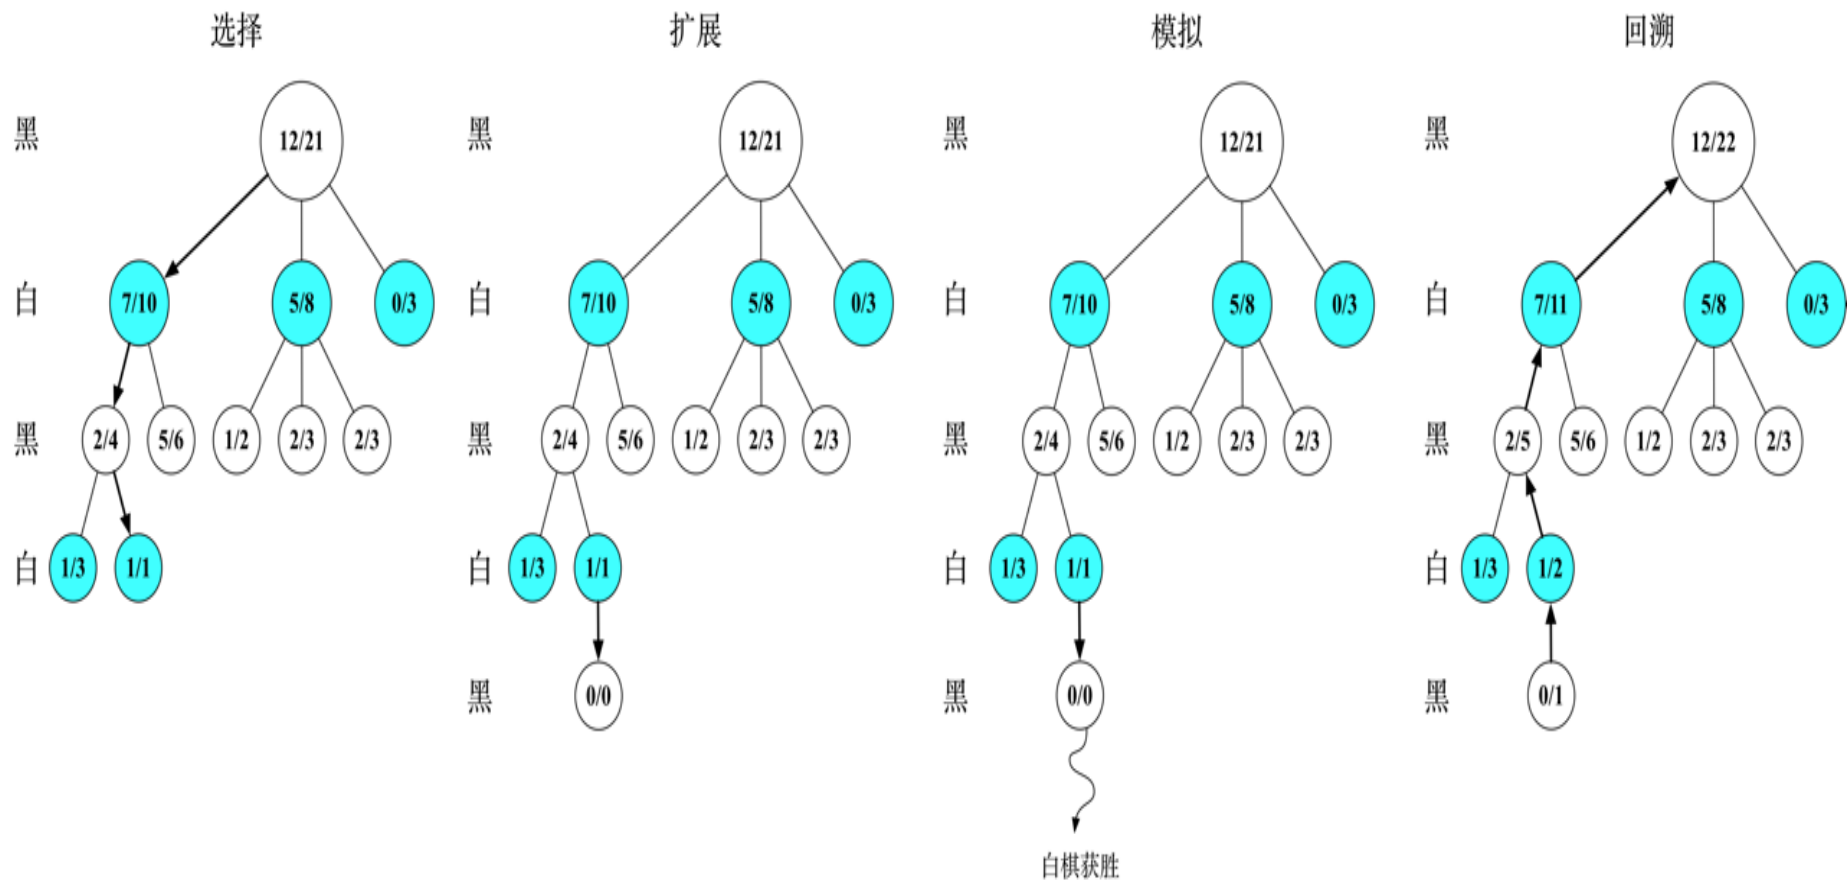 选择 扩展 模拟 回溯
黑 12/21 黑 12/21 黑 12/21 黑 12/22
白 7/10 5/8 0/3 白 7/10 5/8 0/3 白 7/10 5/8 0/3 白 7/11 5/8 0/3
黑 2/4 5/6 1/2 2/3 2/3 黑 2/4 5/6 1/2 2/3 2/3 黑 2/4 5/6 1/2 2/3 2/3 黑 2/5 5/6 1/2 2/3 2/3
白 1/3 1/1 白 1/3 1/1 白 1/3 1/1 白 1/3 1/2
黑 0/0 黑 0/0 黑 0/1
白棋获胜